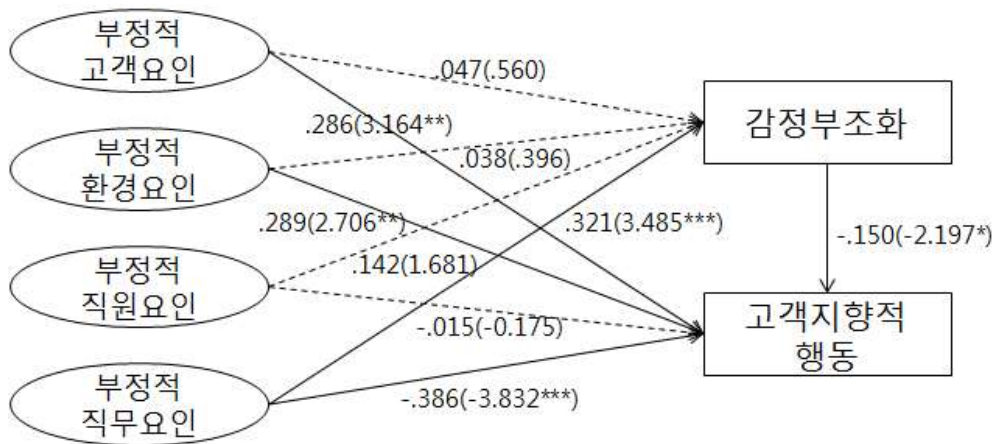 부정적
고객요인
.047(.560)
감정부조화
.286(3.164**)
부정적
환경요인
.038(.396)
.289(2.706**)
.321(3.485***)
-.150(-2.197*)
부정적
직원요인
.142(1.681)
고객지향적
행동
-.015(-0.175)
부정적
직무요인
-.386(-3.832***)